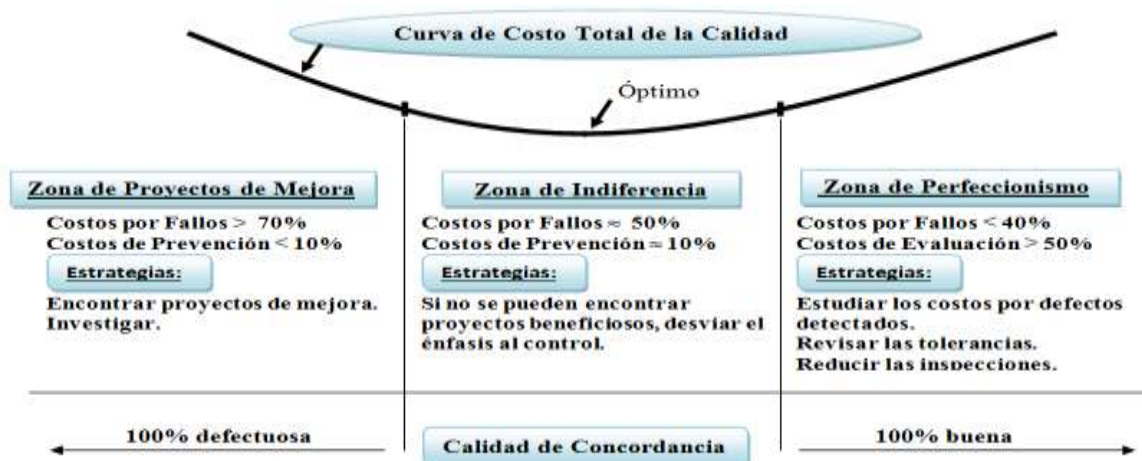 Curva de Costo Total de la Calidad
Óptimo
Zona de Proyectos de Mejora
Costos por Fallos > 70%
Costos de Prevención < 10%
Estrategias:
Encontrar proyectos de mejora.
Investigar.
Zona de Indiferencia
Costos por Fallos ≈ 50%
Costos de Prevención ≈ 10%
Estrategias:
Si no se pueden encontrar
proyectos beneficiosos, desviar el
énfasis al control.
Zona de Perfeccionismo
Costos por Fallos < 40%
Costos de Evaluación > 50%
Estrategias:
Estudiar los costos por defectos
detectados.
Revisar las tolerancias.
Reducir las inspecciones.
100% defectuosa
Calidad de Concordancia
100% buena